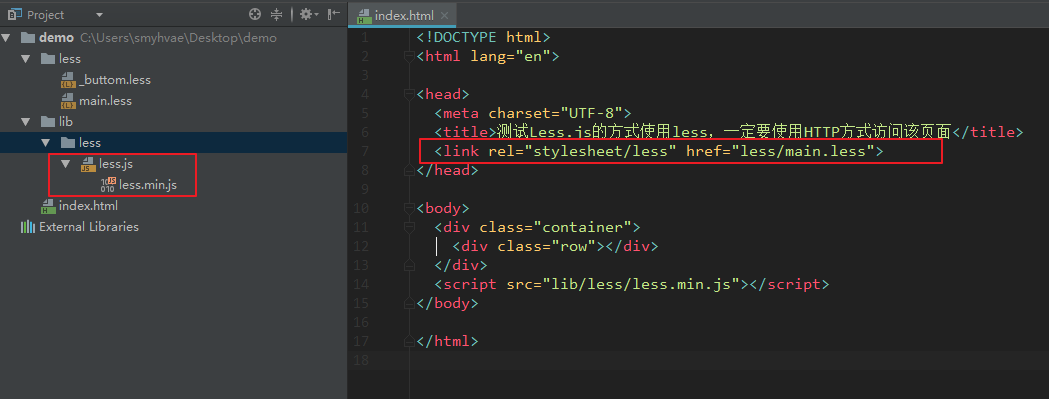 Project
demo C:\Users\smyhvae\Desktop\demo
less
_buttom.less
main.less
lib
less
less.js
less.min.js
index.html
External Libraries
index.html
1 <!DOCTYPE html>
2 <html lang="en">
3
4 <head>
5 <meta charset="UTF-8">
6 <title>测试Less.js的方式使用less，一定要使用HTTP方式访问该页面</title>
7 <link rel="stylesheet/less" href="less/main.less">
8 </head>
9
10 <body>
11 <div class="container">
12 <div class="row"></div>
13 </div>
14 <script src="lib/less/less.min.js"></script>
15 </body>
16
17 </html>
18